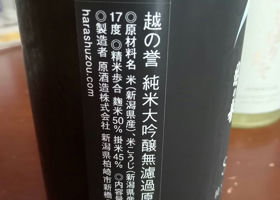 越の誉 純米大吟醸無濾過原
◎原材料名 米(新潟県産)、米こうじ(新潟県産
17度 ◎精米歩合 麹米50% 掛米45% ◎内容量
◎製造者 原酒造株式会社 新潟県柏崎市新橋
harashuzou.com